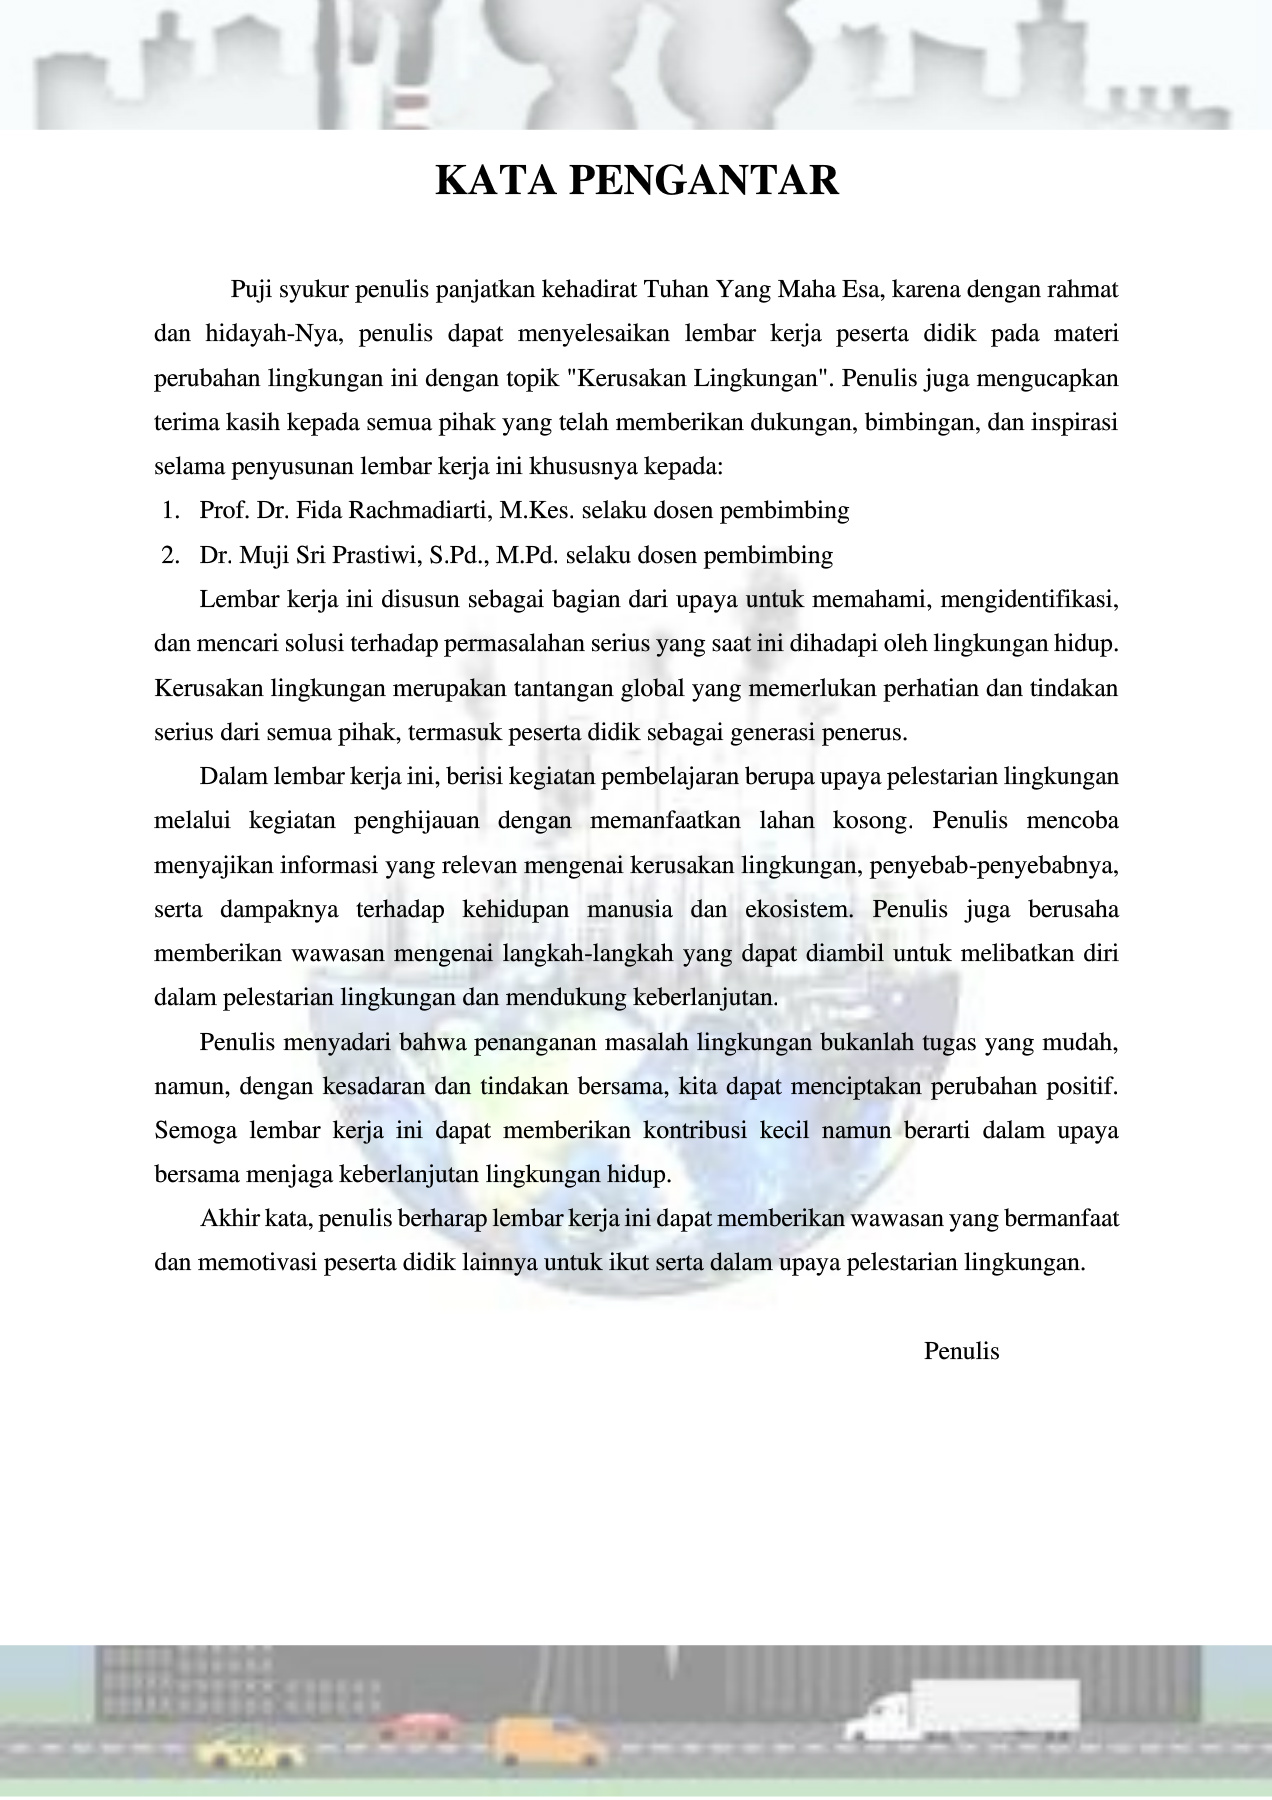 KATA PENGANTAR
Puji syukur penulis panjatkan kehadirat Tuhan Yang Maha Esa, karena dengan rahmat
dan hidayah-Nya, penulis dapat menyelesaikan lembar kerja peserta didik pada materi
perubahan lingkungan ini dengan topik "Kerusakan Lingkungan". Penulis juga mengucapkan
terima kasih kepada semua pihak yang telah memberikan dukungan, bimbingan, dan inspirasi
selama penyusunan lembar kerja ini khususnya kepada:
1. Prof. Dr. Fida Rachmadiarti, M.Kes. selaku dosen pembimbing
2. Dr. Muji Sri Prastiwi, S.Pd., M.Pd. selaku dosen pembimbing
Lembar kerja ini disusun sebagai bagian dari upaya untuk memahami, mengidentifikasi,
dan mencari solusi terhadap permasalahan serius yang saat ini dihadapi oleh lingkungan hidup.
Kerusakan lingkungan merupakan tantangan global yang memerlukan perhatian dan tindakan
serius dari semua pihak, termasuk peserta didik sebagai generasi penerus.
Dalam lembar kerja ini, berisi kegiatan pembelajaran berupa upaya pelestarian lingkungan
melalui kegiatan penghijauan dengan memanfaatkan lahan kosong. Penulis mencoba
menyajikan informasi yang relevan mengenai kerusakan lingkungan, penyebab-penyebabnya,
serta dampaknya terhadap kehidupan manusia dan ekosistem. Penulis juga berusaha
memberikan wawasan mengenai langkah-langkah yang dapat diambil untuk melibatkan diri
dalam pelestarian lingkungan dan mendukung keberlanjutan.
Penulis menyadari bahwa penanganan masalah lingkungan bukanlah tugas yang mudah,
namun, dengan kesadaran dan tindakan bersama, kita dapat menciptakan perubahan positif.
Semoga lembar kerja ini dapat memberikan kontribusi kecil namun berarti dalam upaya
bersama menjaga keberlanjutan lingkungan hidup.
Akhir kata, penulis berharap lembar kerja ini dapat memberikan wawasan yang bermanfaat
dan memotivasi peserta didik lainnya untuk ikut serta dalam upaya pelestarian lingkungan.
Penulis